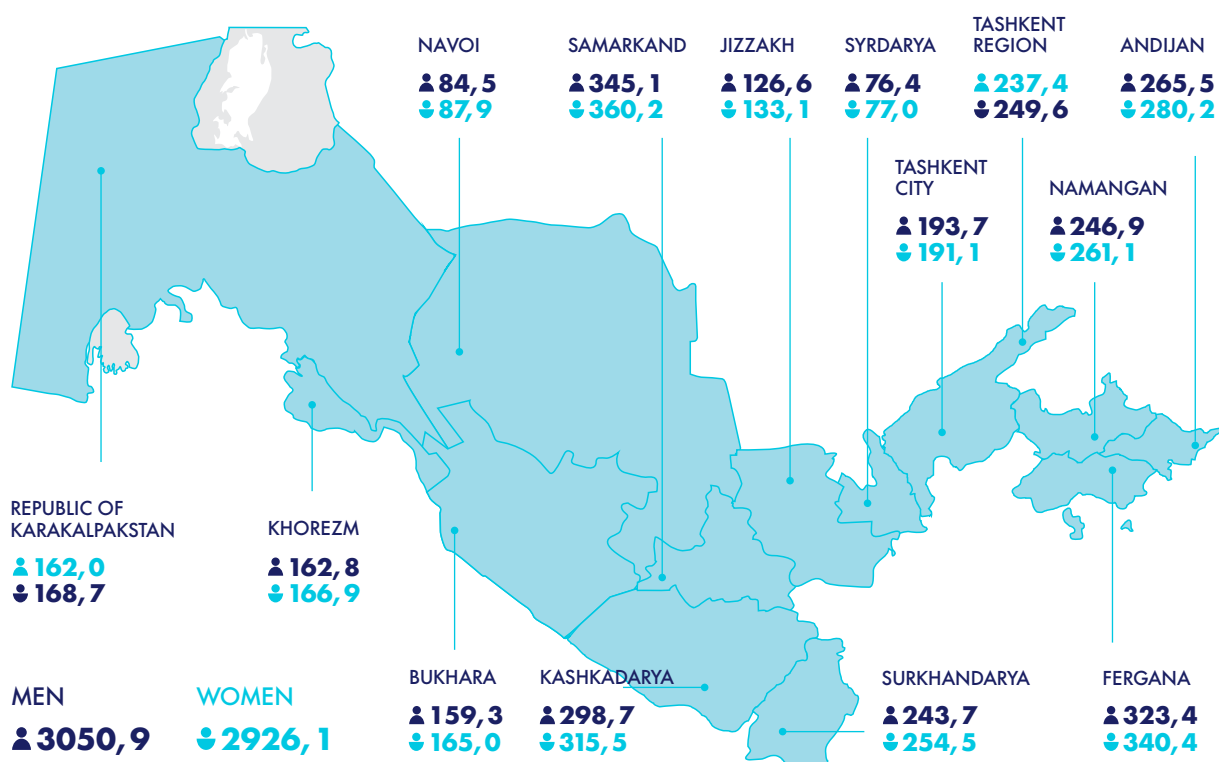 NAVOI
84,5
87,9
SAMARKAND
345,1
360,2
JIZZAKH
126,6
133,1
SYRDARYA
76,4
77,0
TASHKENT
REGION
237,4
249,6
ANDIJAN
265,5
280,2
TASHKENT
CITY
193,7
191,1
NAMANGAN
246,9
261,1
REPUBLIC OF
KARAKALPAKSTAN
162,0
168,7
KHOREZM
162,8
166,9
MEN
3050,9
WOMEN
2926,1
BUKHARA
159,3
165,0
KASHKADARYA
298,7
315,5
SURKHANDARYA
243,7
254,5
FERGANA
323,4
340,4